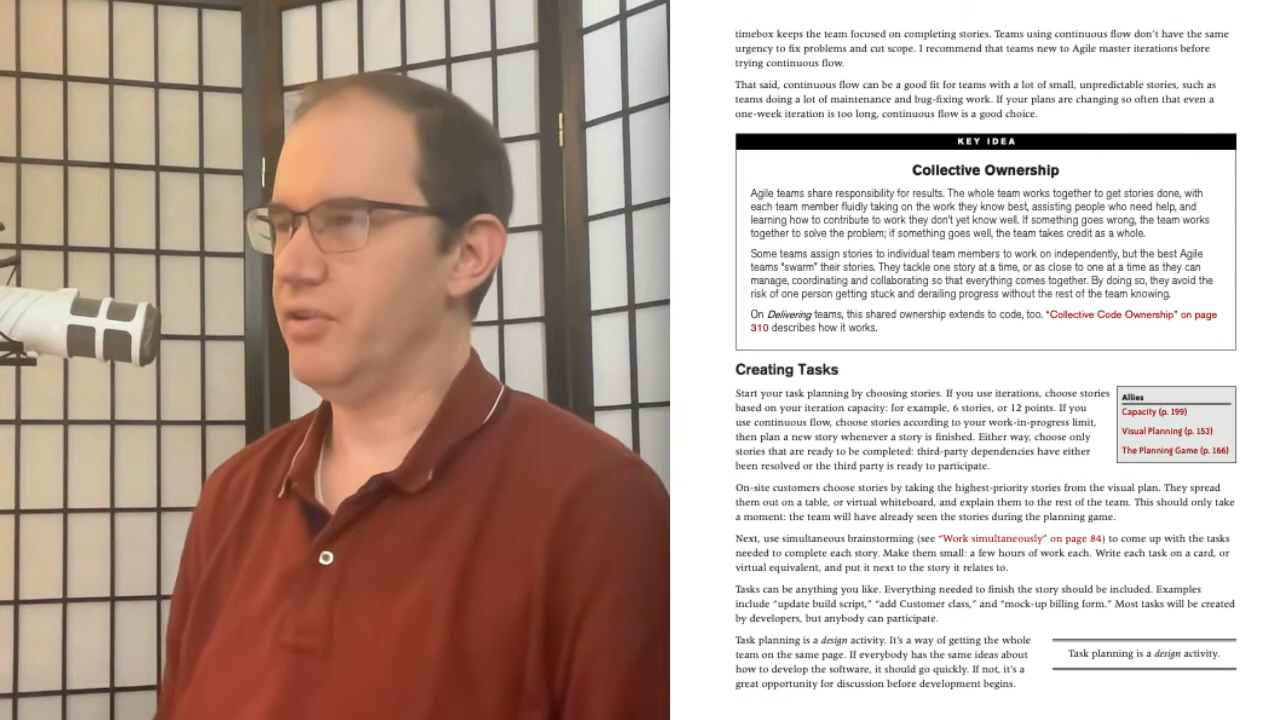 timebox keeps the team focused on completing stories. Teams using continuous flow don't have the same
urgency to fix problems and cut scope. I recommend that teams new to Agile master iterations before
trying continuous flow.
That said, continuous flow can be a good fit for teams with a lot of small, unpredictable stories, such as
teams doing a lot of maintenance and bug-fixing work. If your plans are changing so often that even a
one-week iteration is too long, continuous flow is a good choice.
KEY IDEA
Collective Ownership
Agile teams share responsibility for results. The whole team works together to get stories done, with
each team member fluidly taking on the work they know best, assisting people who need help, and
learning how to contribute to work they don't yet know well. If something goes wrong, the team works
together to solve the problem; if something goes well, the team takes credit as a whole.
Some teams assign stories to individual team members to work on independently, but the best Agile
teams "swarm" their stories. They tackle one story at a time, or as close to one at a time as they can
manage, coordinating and collaborating so that everything comes together. By doing so, they avoid the
risk of one person getting stuck and derailing progress without the rest of the team knowing.
On Delivering teams, this shared ownership extends to code, too. "Collective Code Ownership" on page
310 describes how it works.
Creating Tasks
Start your task planning by choosing stories. If you use iterations, choose stories
based on your iteration capacity: for example, 6 stories, or 12 points. If you
use continuous flow, choose stories according to your work-in-progress limit,
then plan a new story whenever a story is finished. Either way, choose only
stories that are ready to be completed: third-party dependencies have either
been resolved or the third party is ready to participate.
Allies
Capacity (p. 199)
Visual Planning (p. 153)
The Planning Game (p. 166)
On-site customers choose stories by taking the highest-priority stories from the visual plan. They spread
them out on a table, or virtual whiteboard, and explain them to the rest of the team. This should only take
a moment: the team will have already seen the stories during the planning game.
Next, use simultaneous brainstorming (see "Work simultaneously" on page 84) to come up with the tasks
needed to complete each story. Make them small: a few hours of work each. Write each task on a card, or
virtual equivalent, and put it next to the story it relates to.
Tasks can be anything you like. Everything needed to finish the story should be included. Examples
include "update build script," "add Customer class," and "mock-up billing form." Most tasks will be created
by developers, but anybody can participate.
Task planning is a design activity. It's a way of getting the whole
team on the same page. If everybody has the same ideas about
how to develop the software, it should go quickly. If not, it's a
great opportunity for discussion before development begins.
Task planning is a design activity.